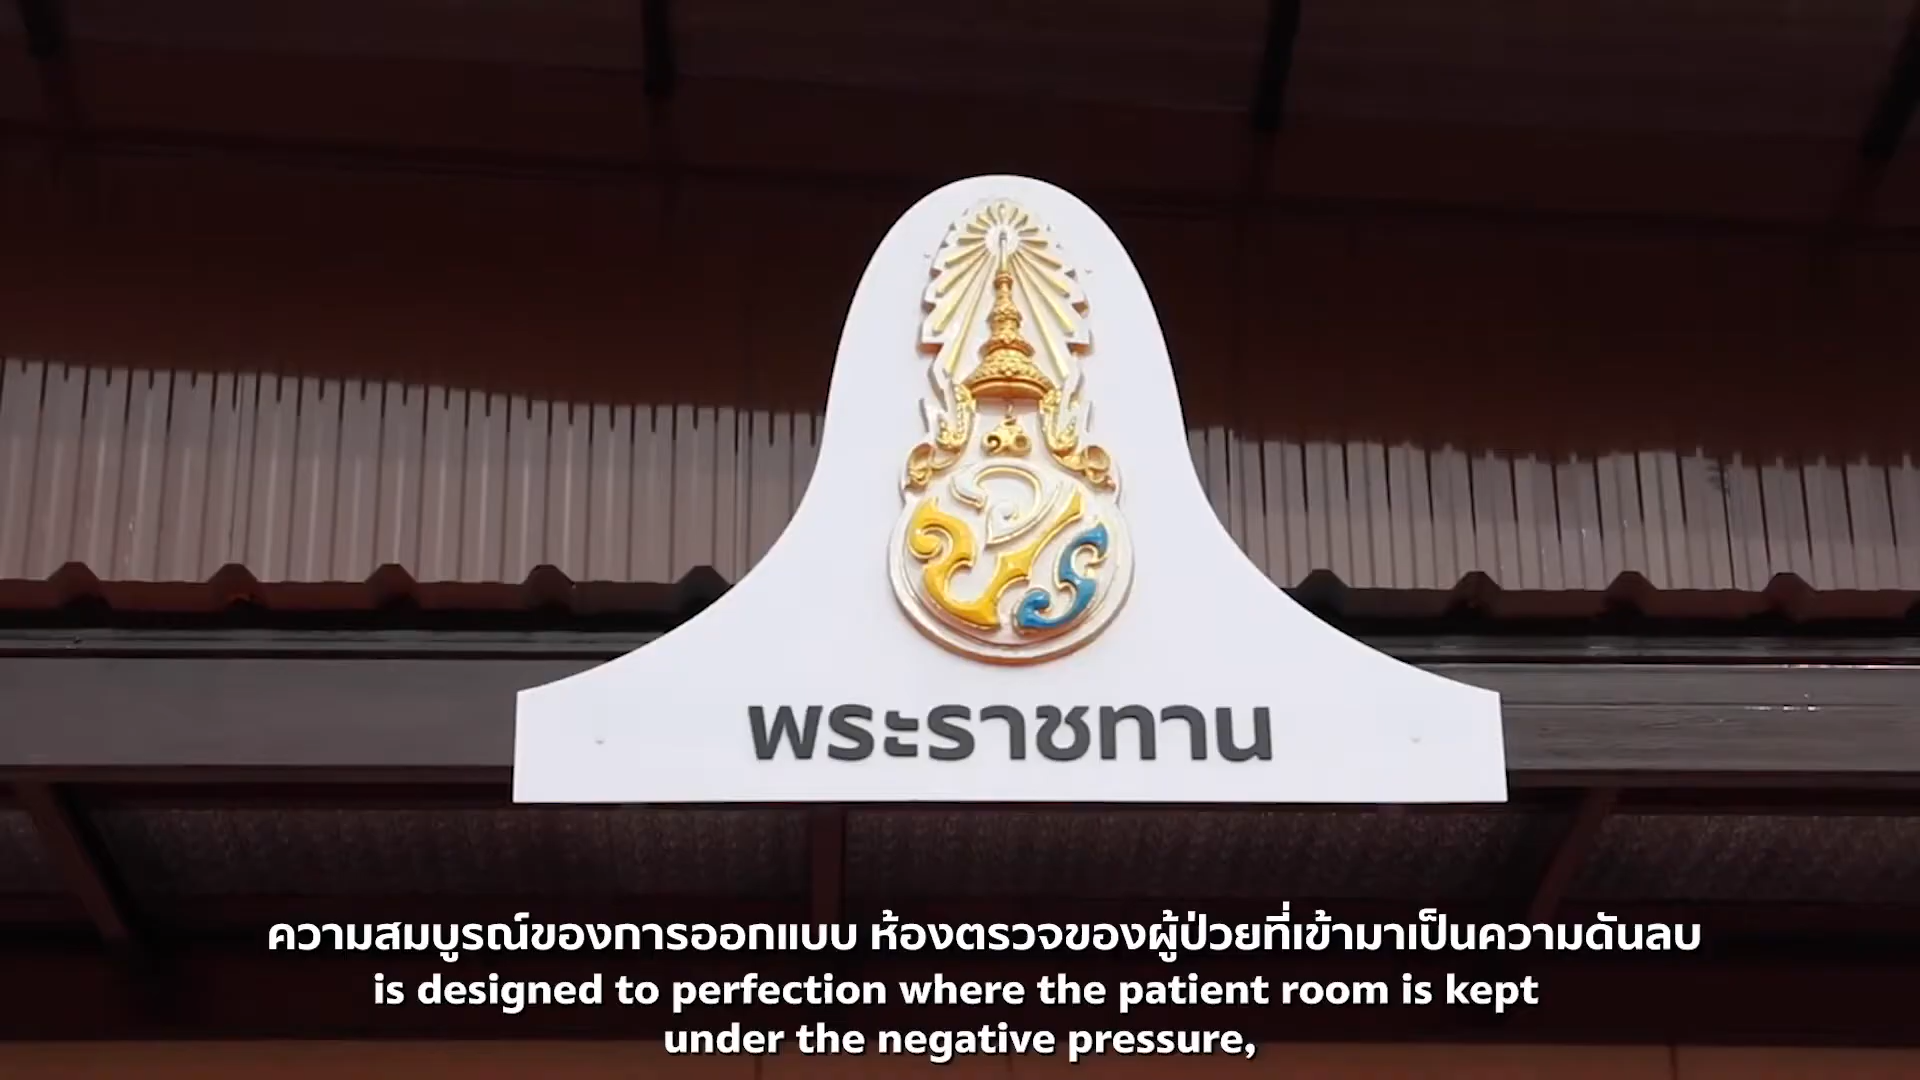 ๑๐
พระราชทาน
ความสมบูรณ์ของการออกแบบ ห้องตรวจของผู้ป่วยที่เข้ามาเป็นความดันลบ
is designed to perfection where the patient room is kept
under the negative pressure,